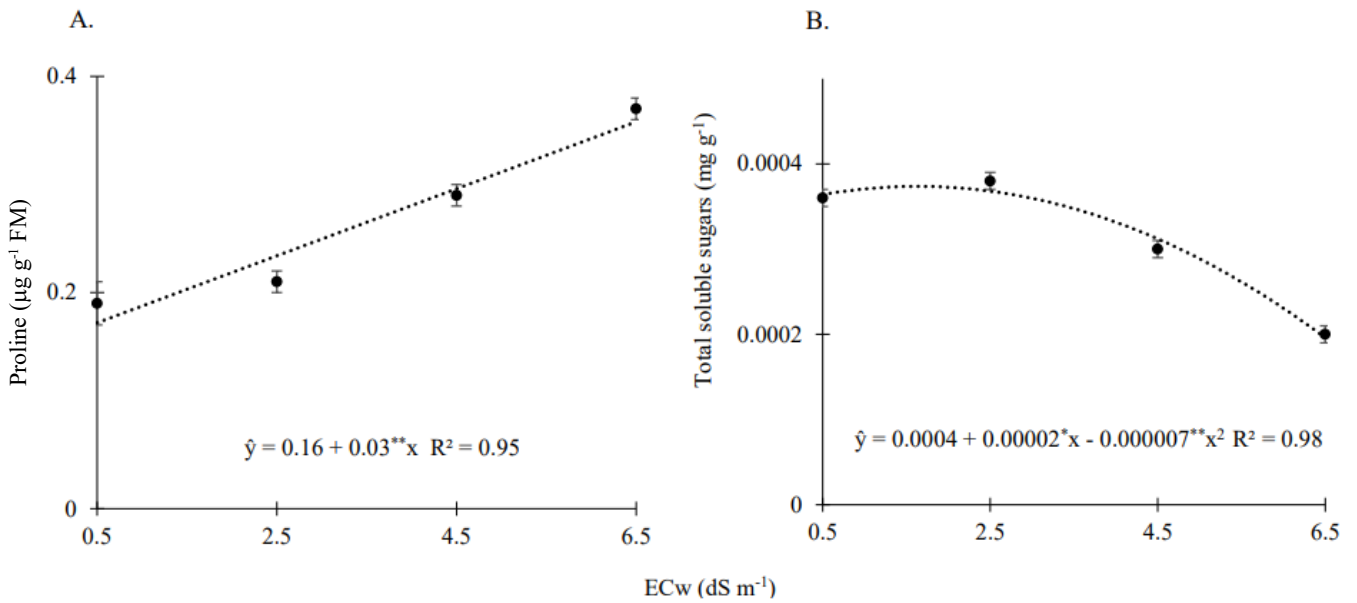 A.
0.4
0.2
0
Proline (µg g⁻¹ FM)
ŷ = 0.16 + 0.03**x R² = 0.95
0.5 2.5 4.5 6.5
B.
0.0004
0.0002
0
Total soluble sugars (mg g⁻¹)
ŷ = 0.0004 + 0.00002*x - 0.000007**x² R² = 0.98
0.5 2.5 4.5 6.5
ECw (dS m⁻¹)